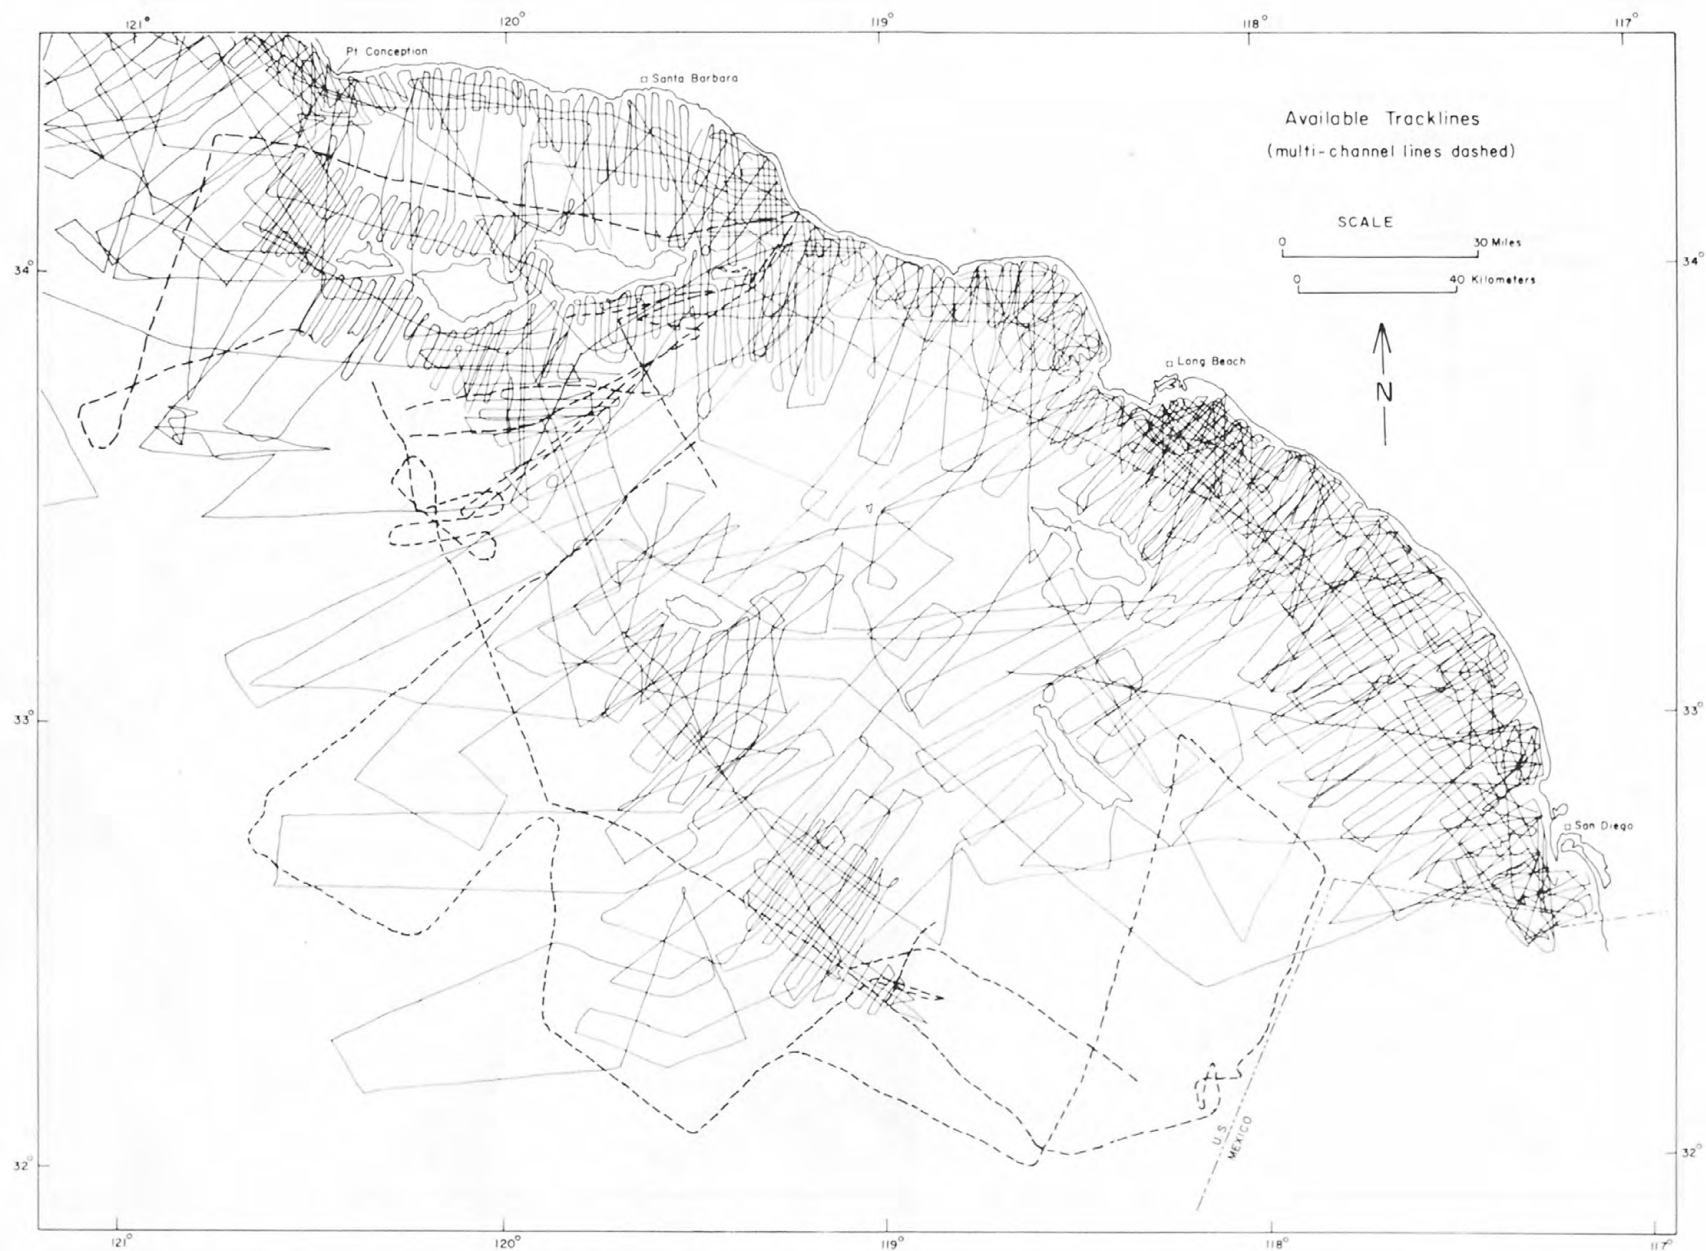 121° 120° 119° 118° 117°
Pt Conception
Santa Barbara
Available Tracklines
(multi-channel lines dashed)
SCALE
0 30 Miles
0 40 Kilometers
34° 34°
Long Beach
N
33° 33°
San Diego
U.S.
MEXICO
32° 32°
121° 120° 119° 118° 117°